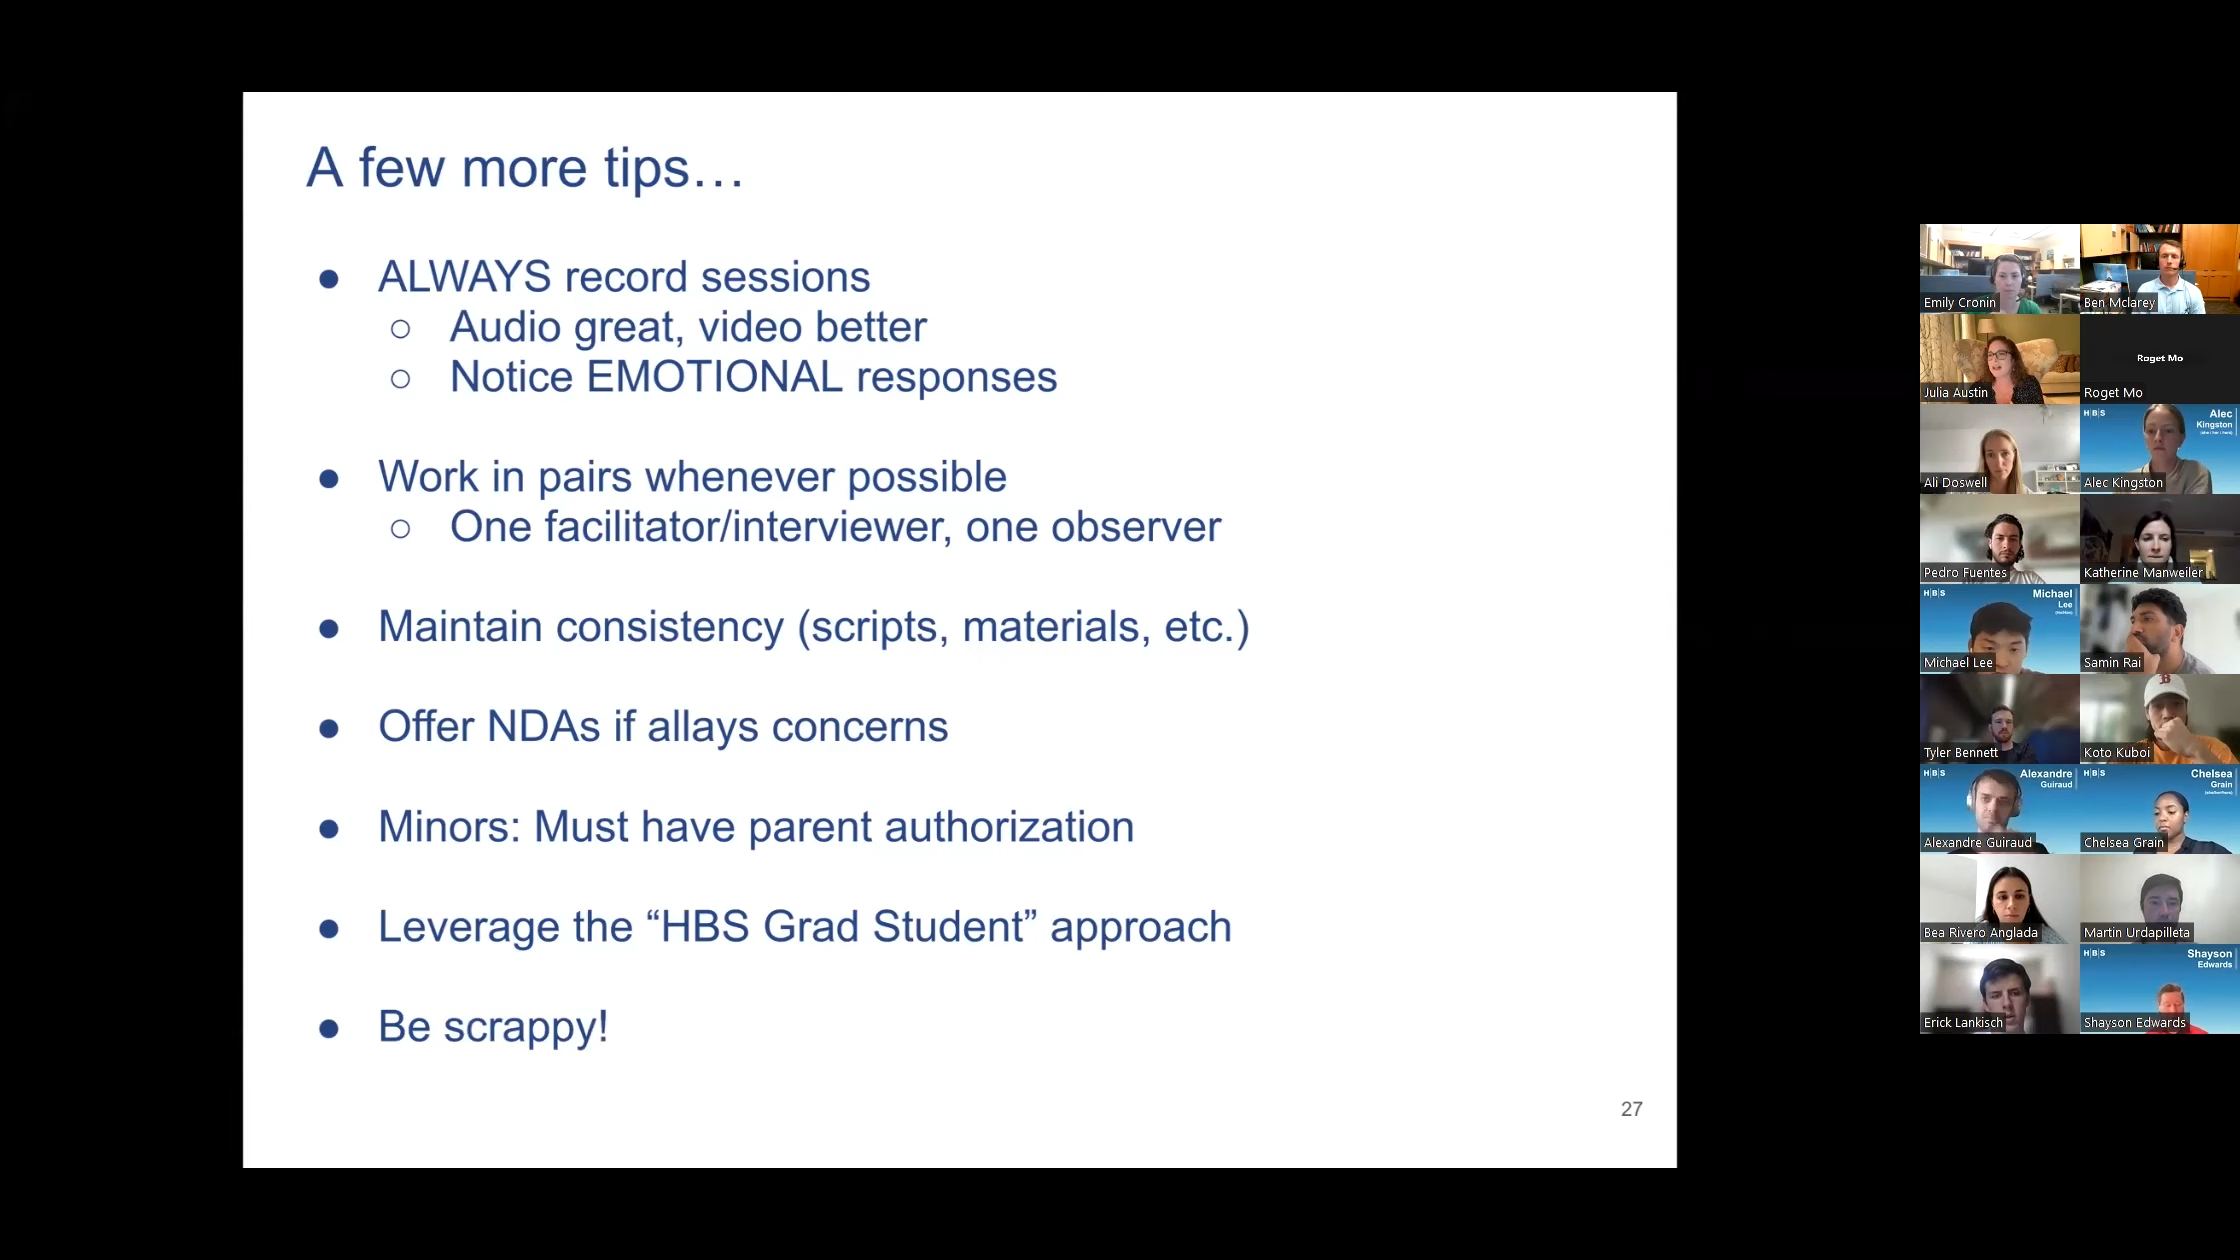 A few more tips…
● ALWAYS record sessions
○ Audio great, video better
○ Notice EMOTIONAL responses
● Work in pairs whenever possible
○ One facilitator/interviewer, one observer
● Maintain consistency (scripts, materials, etc.)
● Offer NDAs if allays concerns
● Minors: Must have parent authorization
● Leverage the “HBS Grad Student” approach
● Be scrappy!
27
Emily Cronin
Ben Mclarey
Julia Austin
Roget Mo
Roget Mo
Ali Doswell
H|B|S
Alec
Kingston
Alec Kingston
Pedro Fuentes
Katherine Manweiler
H|B|S
Michael
Lee
Michael Lee
Samin Rai
Tyler Bennett
B
Koto Kuboi
H|B|S
Alexandre
Guiraud
Alexandre Guiraud
H|B|S
Chelsea
Grain
Chelsea Grain
Bea Rivero Anglada
Martin Urdapilleta
Erick Lankisch
H|B|S
Shayson
Edwards
Shayson Edwards